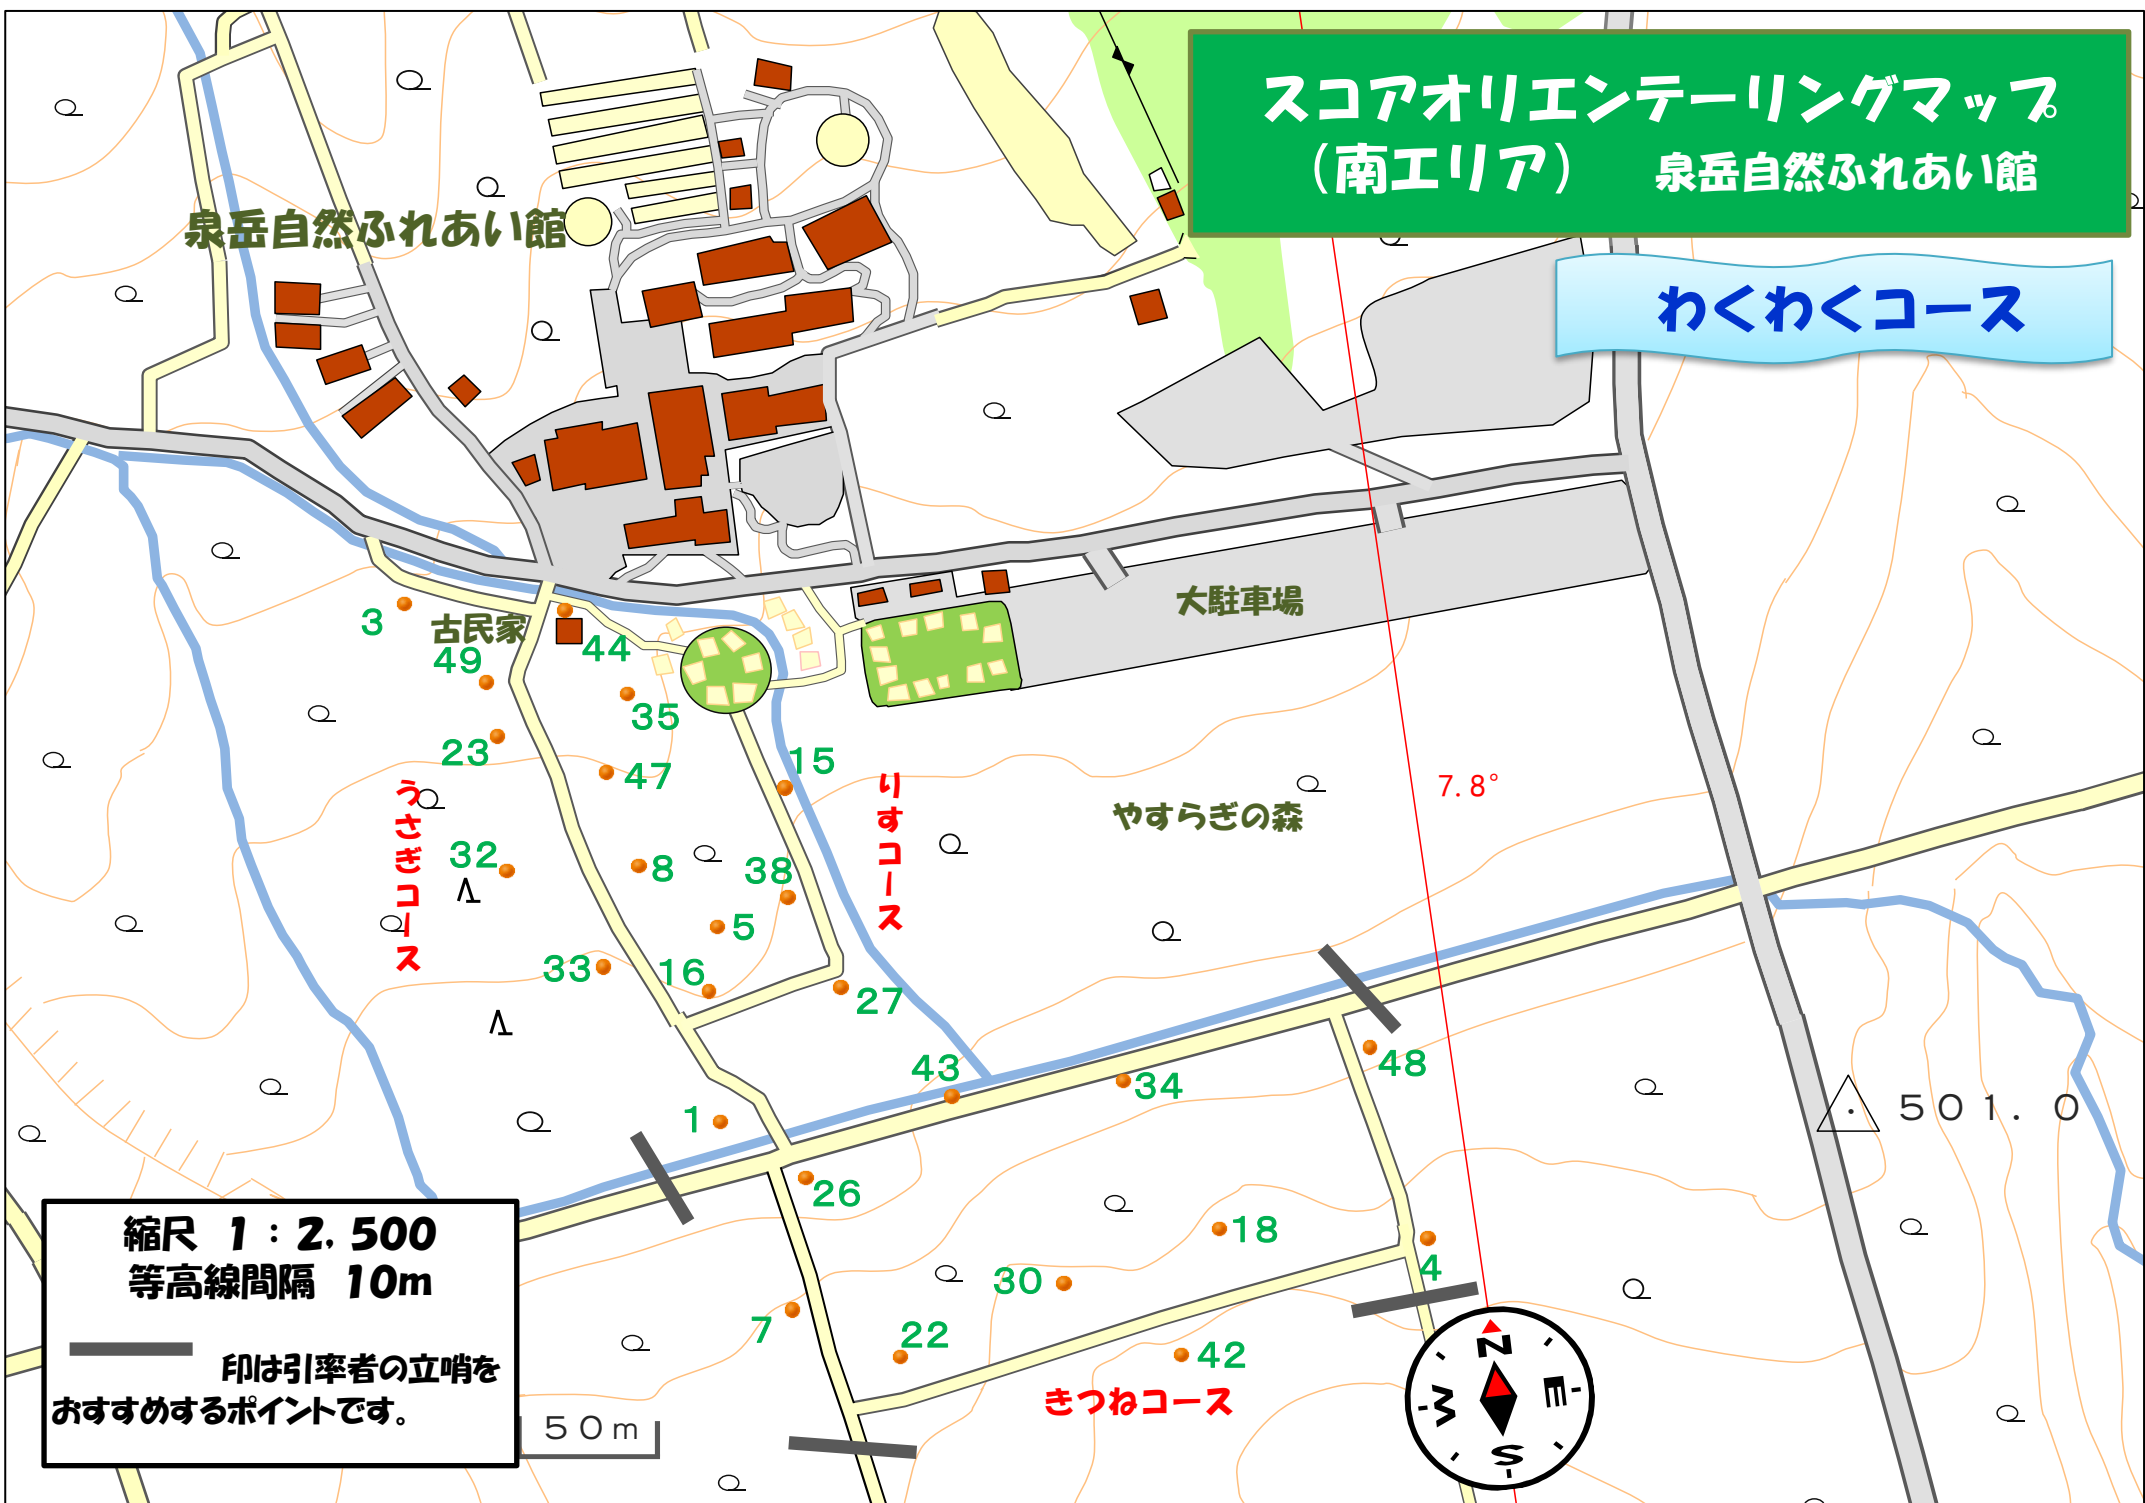 スコアオリエンテーリングマップ
（南エリア） 泉岳自然ふれあい館
わくわくコース
泉岳自然ふれあい館
大駐車場
3
古民家
44
49
35
23
47
15
うさぎコース
りすコース
やすらぎの森
7.8°
32
8
38
5
33
16
27
43
48
34
1
501.0
26
18
30
4
7
22
42
きつねコース
縮尺 1：2,500
等高線間隔 10m
印は引率者の立哨を
おすすめするポイントです。
50m
N
E
W
S